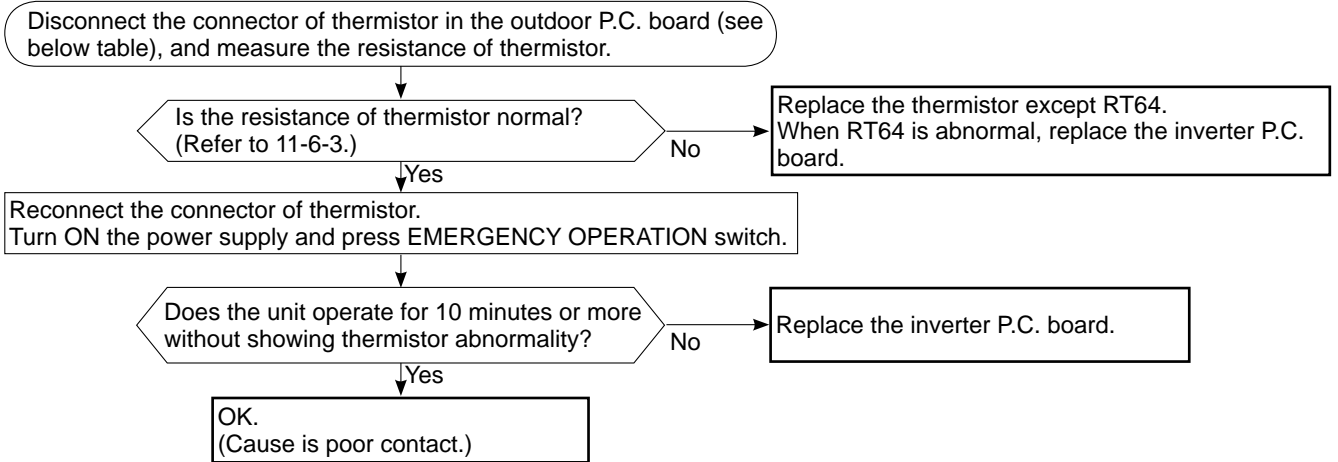 Disconnect the connector of thermistor in the outdoor P.C. board (see
below table), and measure the resistance of thermistor.
Is the resistance of thermistor normal?
(Refer to 11-6-3.)
No
Replace the thermistor except RT64.
When RT64 is abnormal, replace the inverter P.C.
board.
Yes
Reconnect the connector of thermistor.
Turn ON the power supply and press EMERGENCY OPERATION switch.
Does the unit operate for 10 minutes or more
without showing thermistor abnormality?
No
Replace the inverter P.C. board.
Yes
OK.
(Cause is poor contact.)